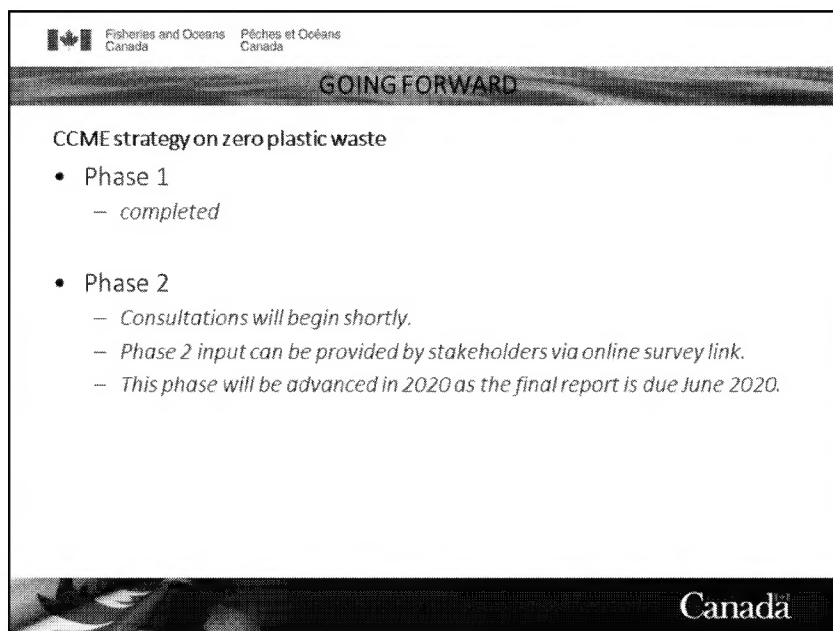 Fisheries and Oceans Pêches et Océans
Canada Canada
GOING FORWARD
CCME strategy on zero plastic waste
• Phase 1
– completed
• Phase 2
– Consultations will begin shortly.
– Phase 2 input can be provided by stakeholders via online survey link.
– This phase will be advanced in 2020 as the final report is due June 2020.
Canada